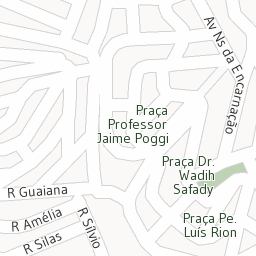 Av Ns da Encarnação
Praça
Professor
Jaime Poggi
Praça Dr.
Wadih
Safady
R Guaiana
R Amélia
R Silas
R Sílvio
Praça Pe.
Luís Rion